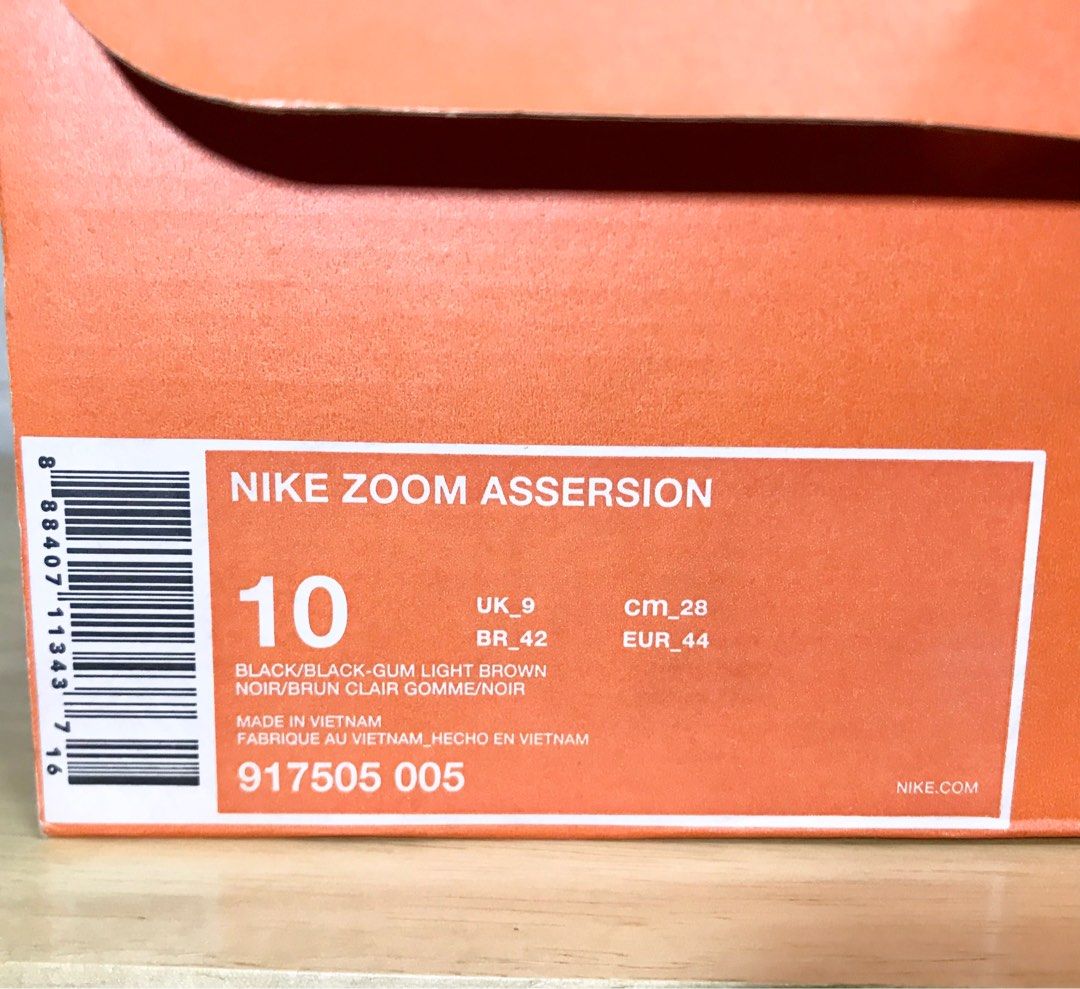 NIKE ZOOM ASSERSION
10
UK_9 cm_28
BR_42 EUR_44
BLACK/BLACK-GUM LIGHT BROWN
NOIR/BRUN CLAIR GOMME/NOIR
MADE IN VIETNAM
FABRIQUE AU VIETNAM_HECHO EN VIETNAM
917505 005
NIKE.COM
8 88407 11343 7 16